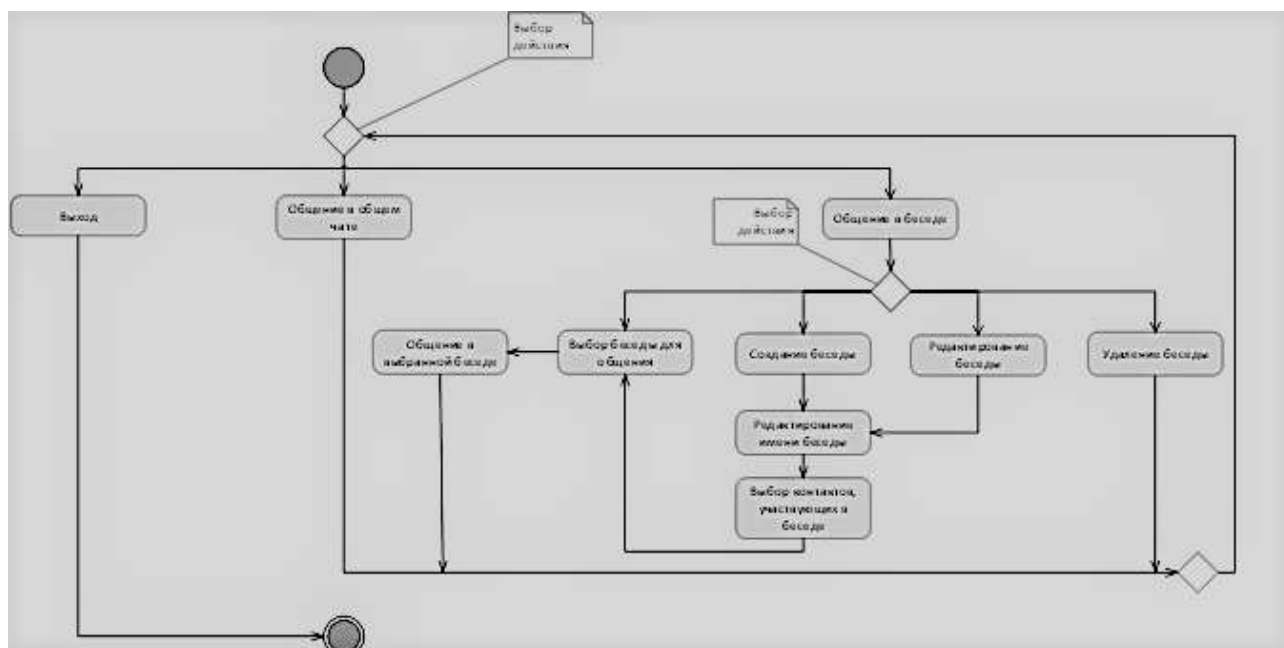 Выбор
действия
Выход
Общение в общем
чате
Выбор
действия
Общение в беседе
Общение в
выбранной беседе
Выбор беседы для
общения
Создание беседы
Редактирование
беседы
Удаление беседы
Редактирование
имени беседы
Выбор контактов,
участвующих в
беседе